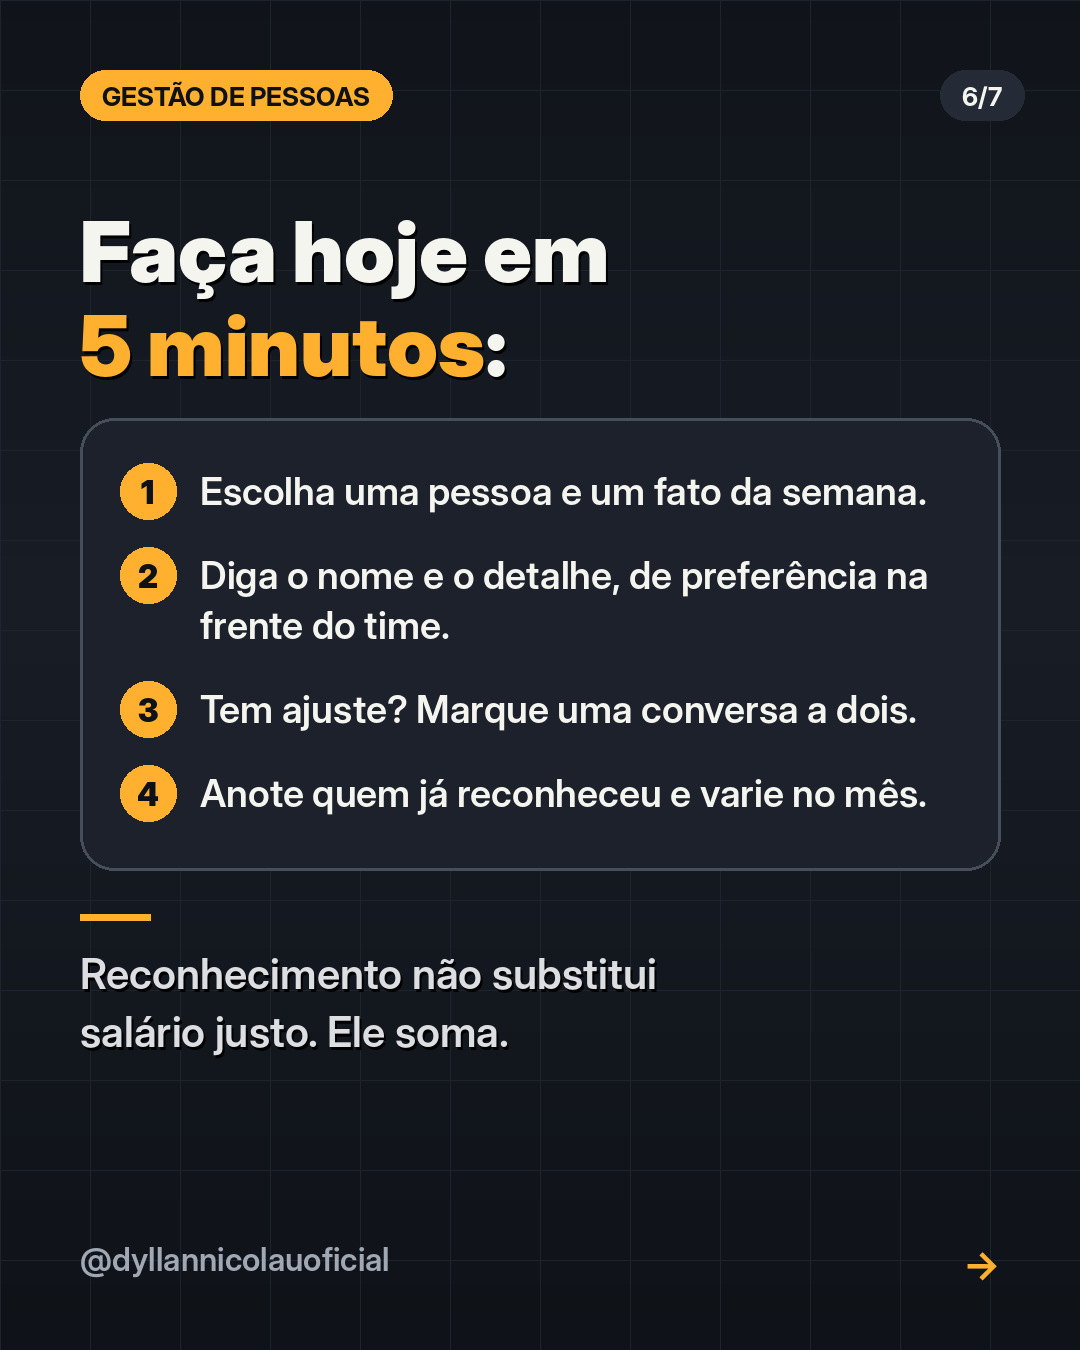 GESTÃO DE PESSOAS
6/7
Faça hoje em
5 minutos:
1 Escolha uma pessoa e um fato da semana.
2 Diga o nome e o detalhe, de preferência na
frente do time.
3 Tem ajuste? Marque uma conversa a dois.
4 Anote quem já reconheceu e varie no mês.
Reconhecimento não substitui
salário justo. Ele soma.
@dyllannicolauoficial
→